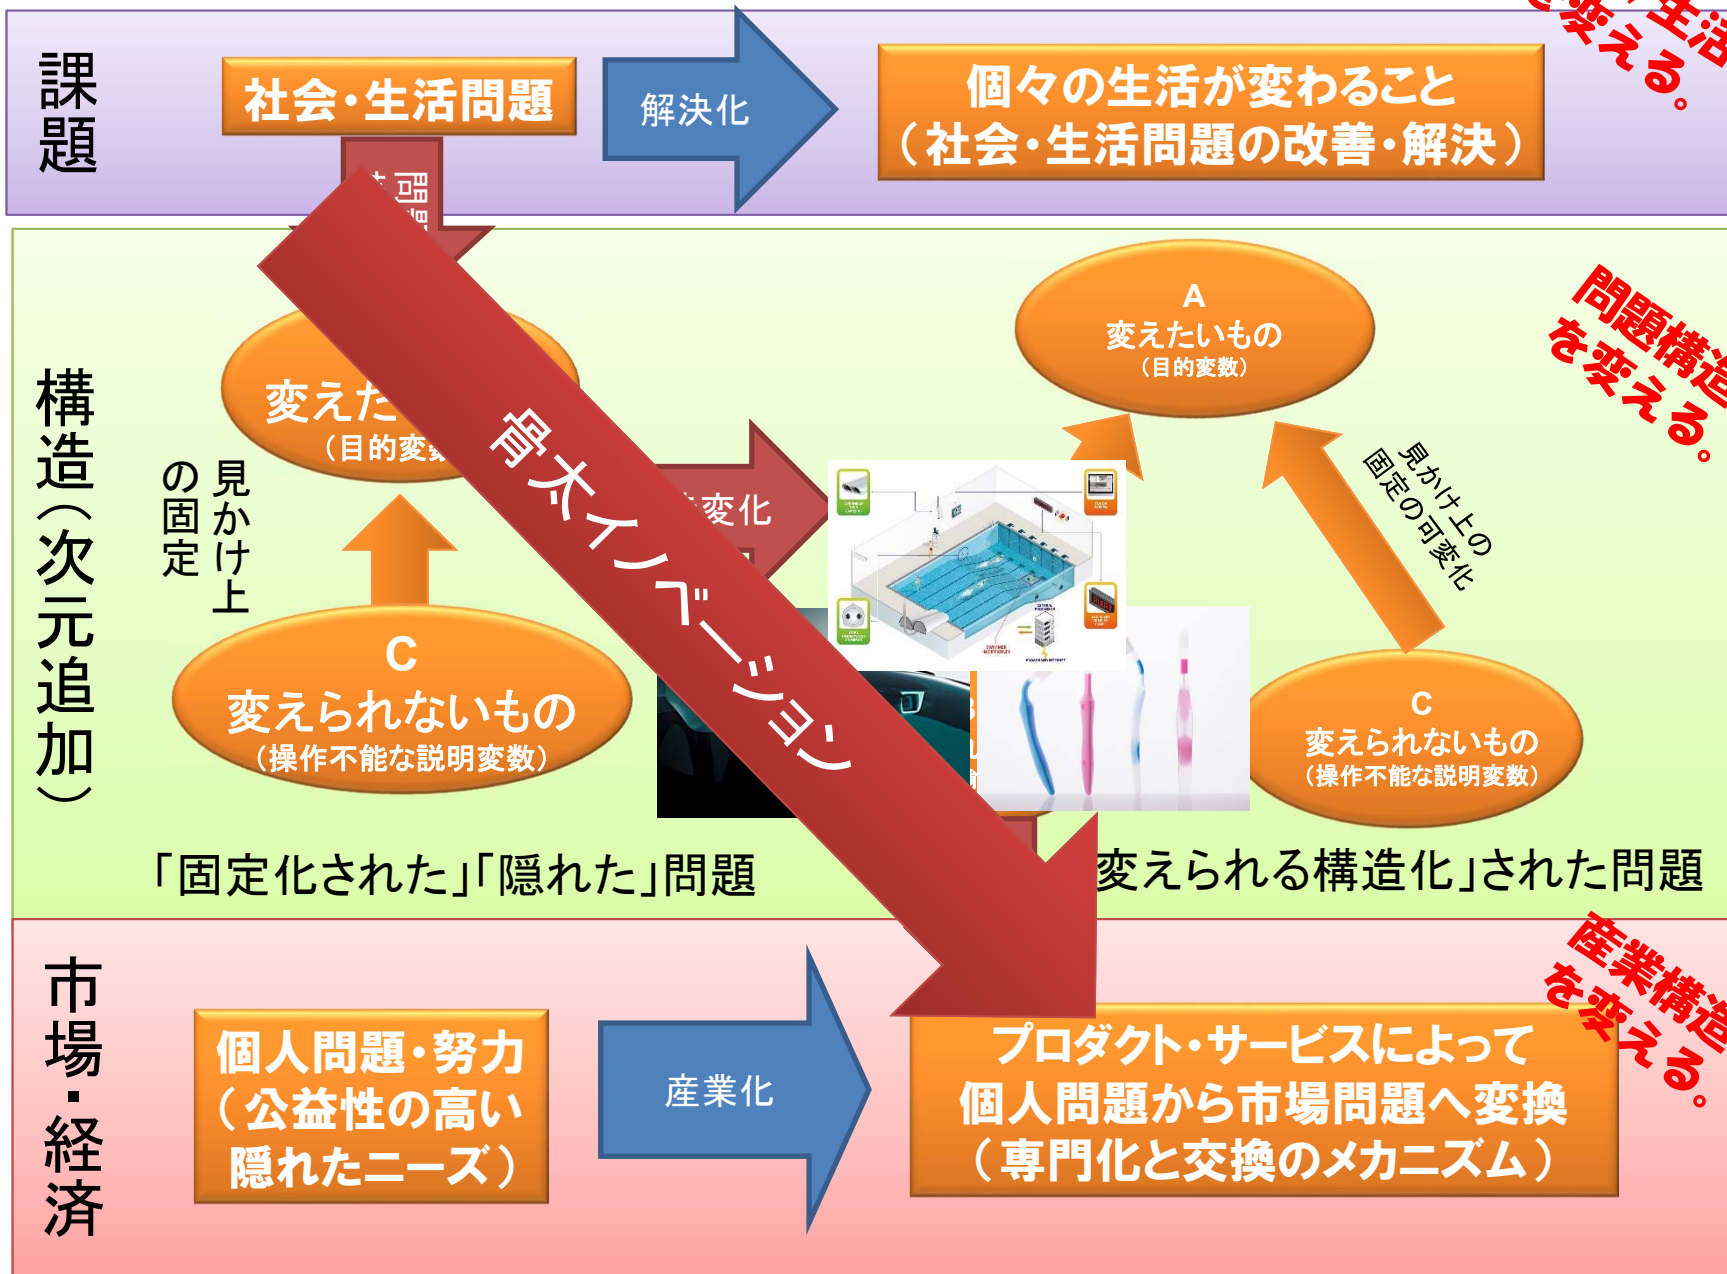 課題
社会・生活問題
解決化
個々の生活が変わること
（社会・生活問題の改善・解決）
生活
を変える。
問題
構造（次元追加）
変えた
（目的変数
見かけ上
の固定
C
変えられないもの
（操作不能な説明変数）
変化
骨太イノベーション
A
変えたいもの
（目的変数）
見かけ上の
固定の可変化
C
変えられないもの
（操作不能な説明変数）
問題構造
を変える。
「固定化された」「隠れた」問題
変えられる構造化」された問題
市場・経済
個人問題・努力
（公益性の高い
隠れたニーズ）
産業化
プロダクト・サービスによって
個人問題から市場問題へ変換
（専門化と交換のメカニズム）
産業構造
を変える。